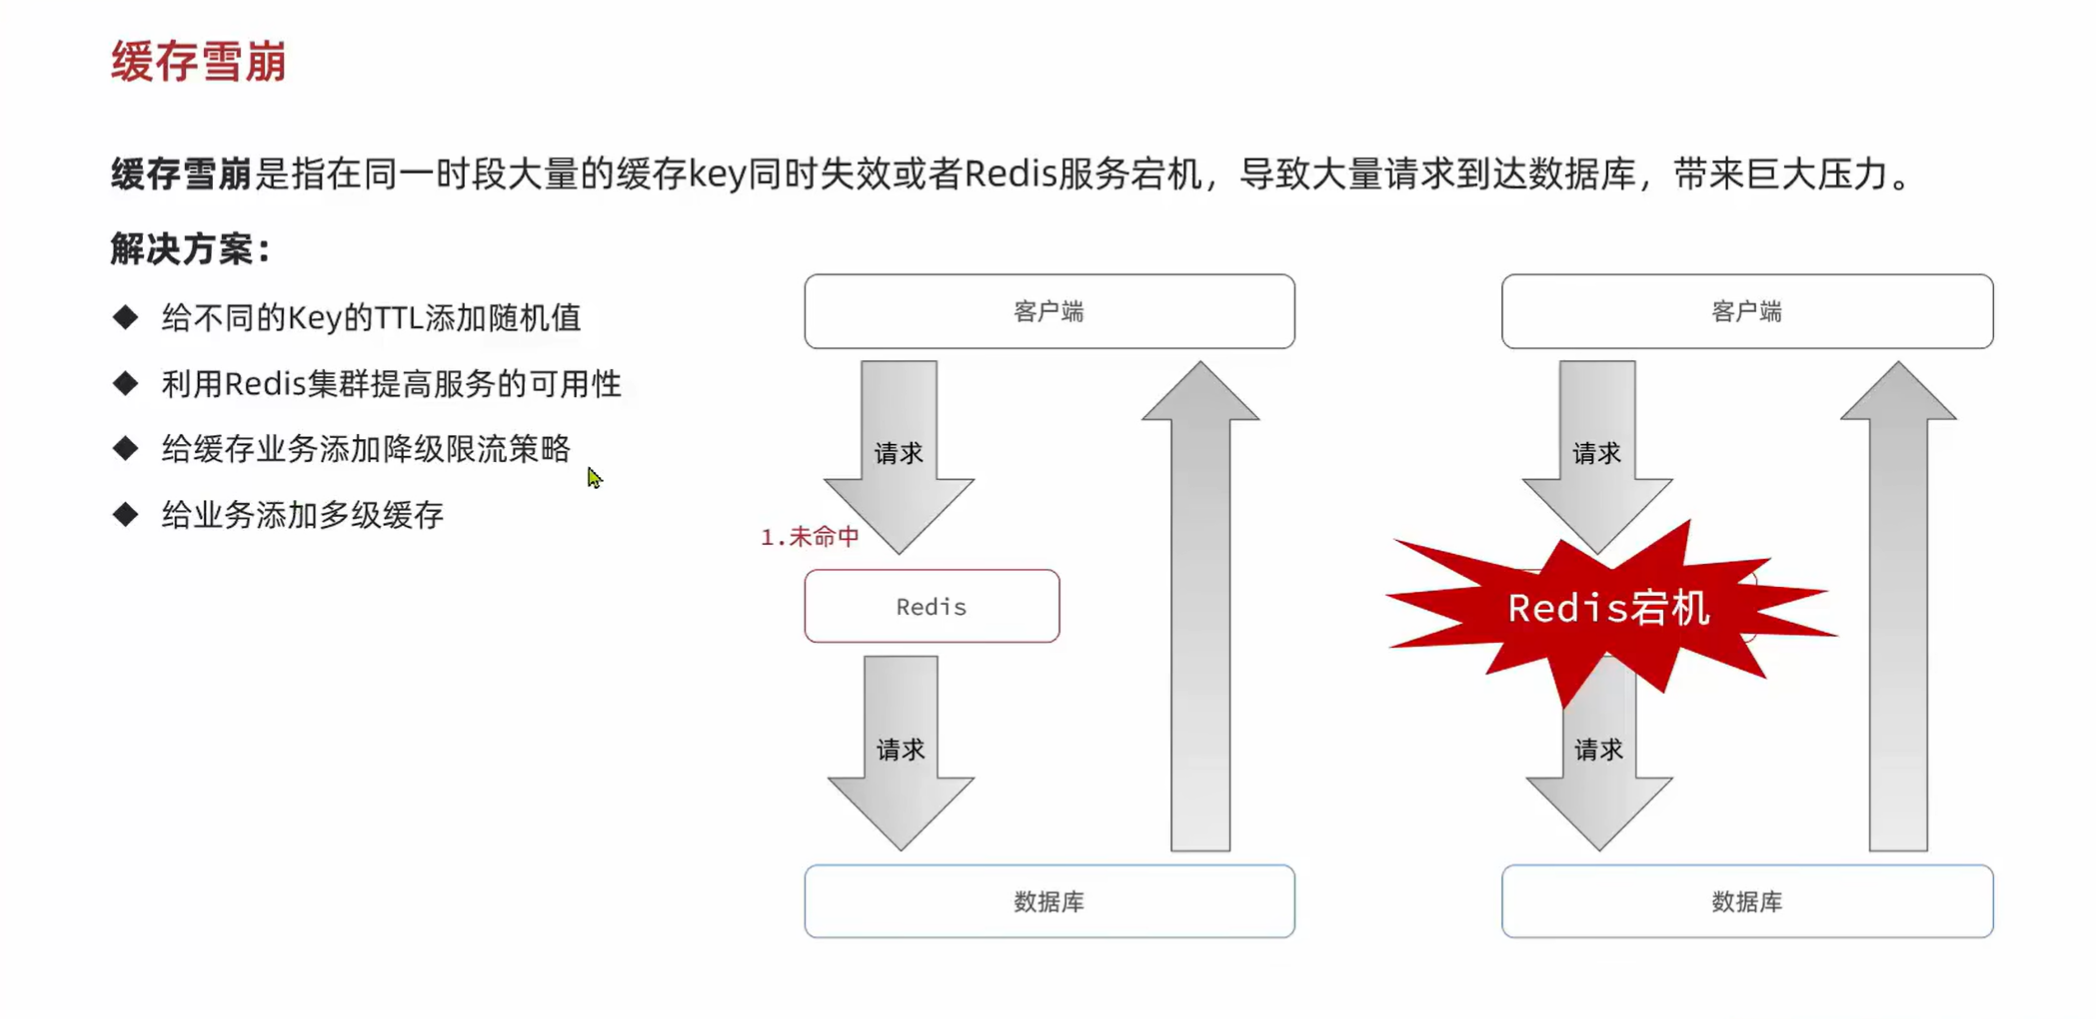 缓存雪崩
缓存雪崩是指在同一时段大量的缓存key同时失效或者Redis服务宕机，导致大量请求到达数据库，带来巨大压力。
解决方案：
给不同的Key的TTL添加随机值
利用Redis集群提高服务的可用性
给缓存业务添加降级限流策略
给业务添加多级缓存
客户端
请求
1.未命中
Redis
请求
数据库
客户端
请求
Redis宕机
请求
数据库